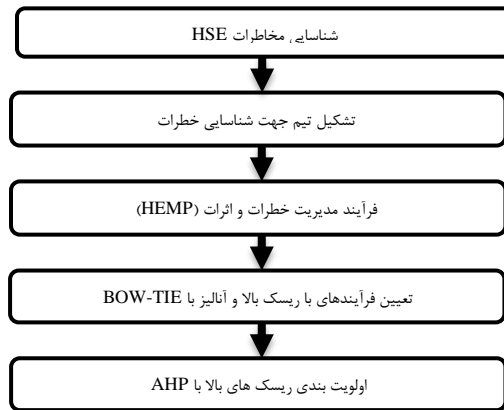 شناسایی مخاطرات HSE
تشکیل تیم جهت شناسایی خطرات
فرآیند مدیریت خطرات و اثرات (HEMP)
تعیین فرآیندهای با ریسک بالا و آنالیز با BOW-TIE
اولویت بندی ریسک های بالا با AHP